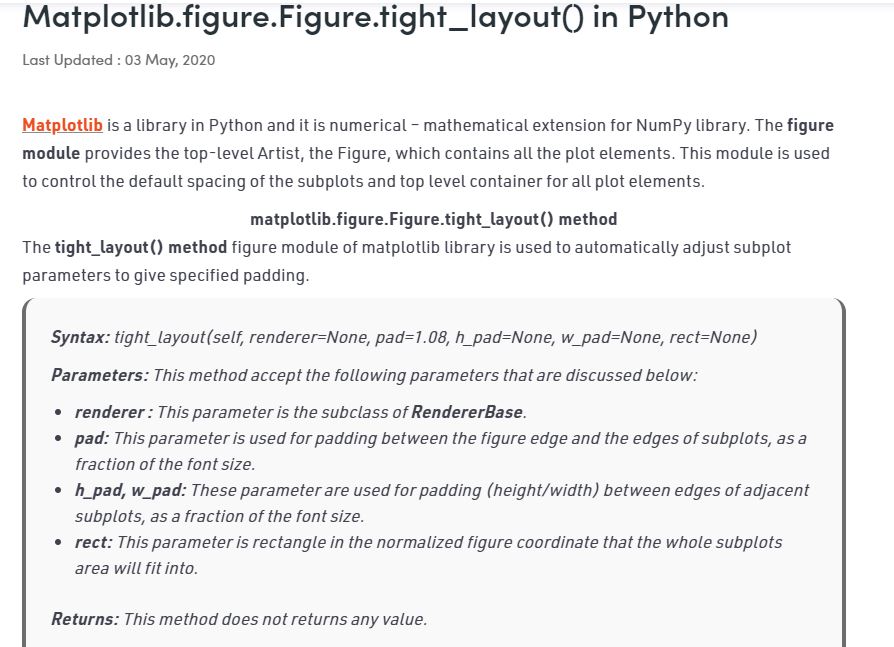 Matplotlib.figure.Figure.tight_layout() in Python
Last Updated : 03 May, 2020
Matplotlib is a library in Python and it is numerical – mathematical extension for NumPy library. The figure
module provides the top-level Artist, the Figure, which contains all the plot elements. This module is used
to control the default spacing of the subplots and top level container for all plot elements.
matplotlib.figure.Figure.tight_layout() method
The tight_layout() method figure module of matplotlib library is used to automatically adjust subplot
parameters to give specified padding.
Syntax: tight_layout(self, renderer=None, pad=1.08, h_pad=None, w_pad=None, rect=None)
Parameters: This method accept the following parameters that are discussed below:
• renderer : This parameter is the subclass of RendererBase.
• pad: This parameter is used for padding between the figure edge and the edges of subplots, as a
fraction of the font size.
• h_pad, w_pad: These parameter are used for padding (height/width) between edges of adjacent
subplots, as a fraction of the font size.
• rect: This parameter is rectangle in the normalized figure coordinate that the whole subplots
area will fit into.
Returns: This method does not returns any value.